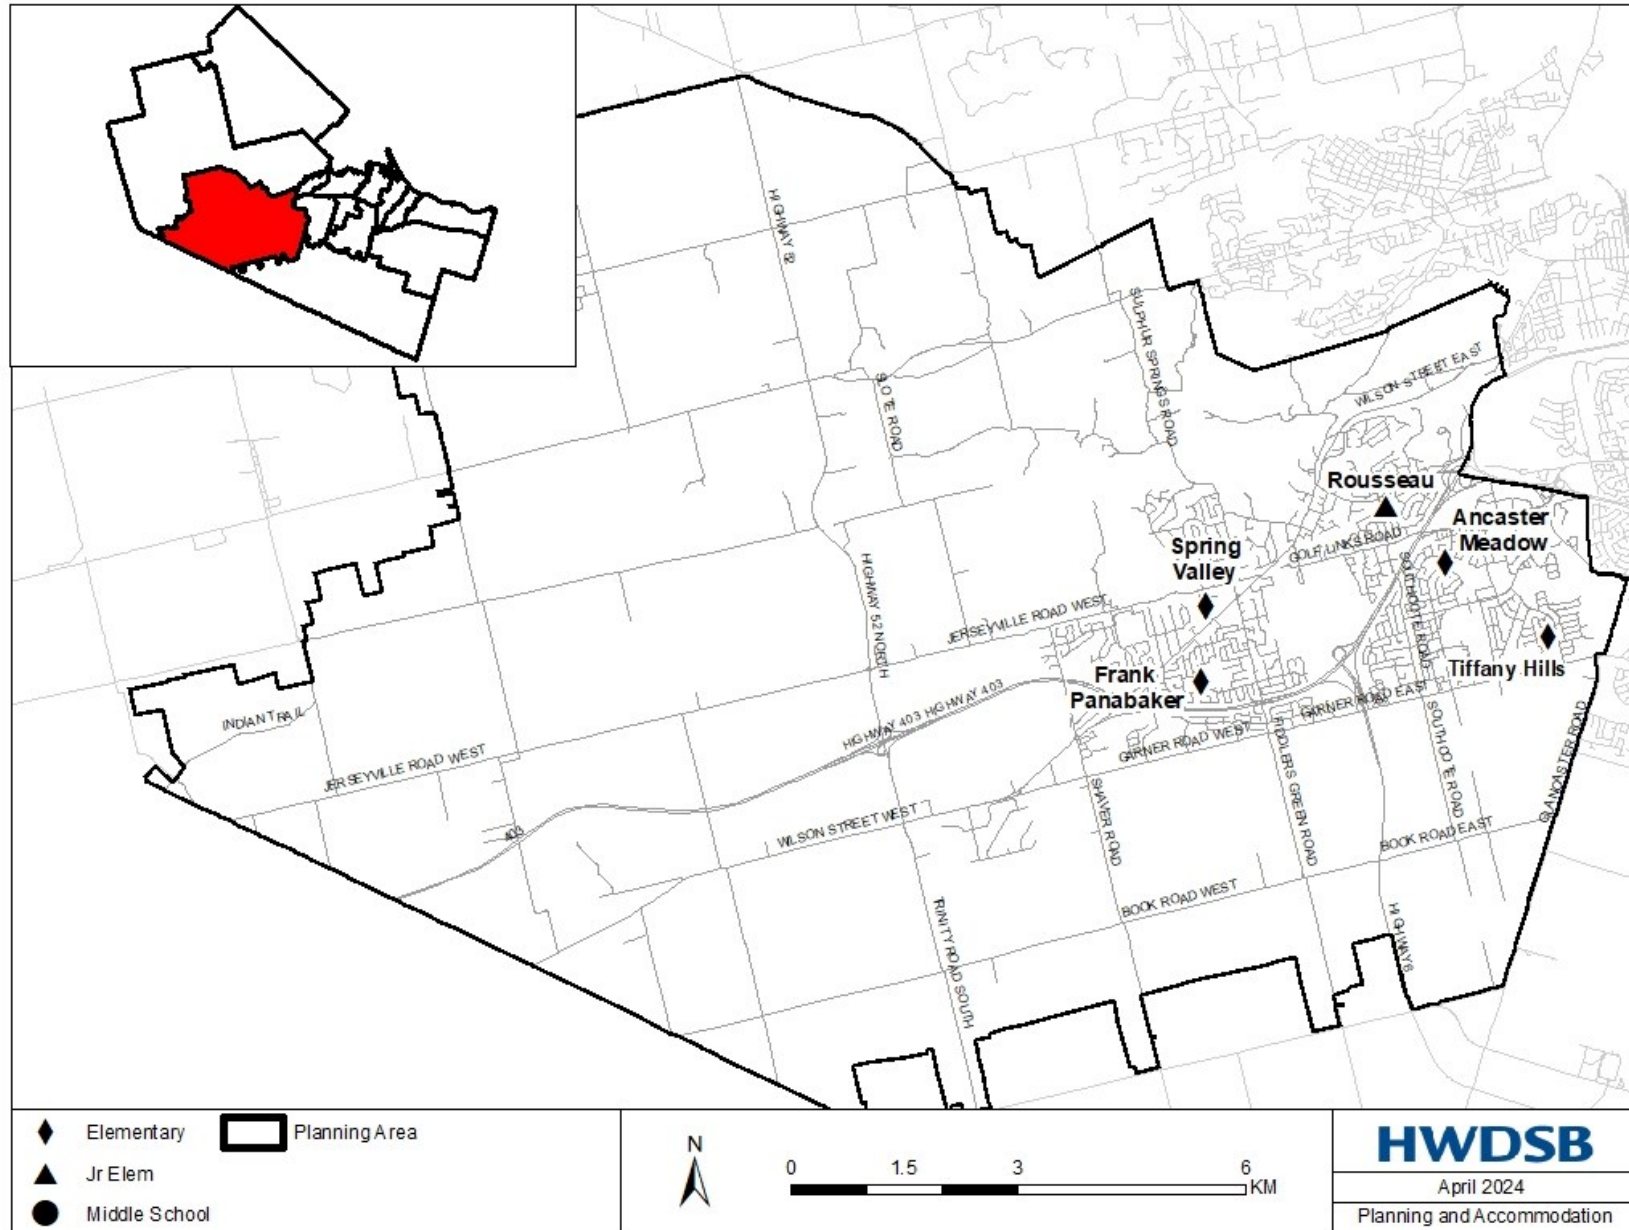 HIGHWAY 52
SULPHUR SPRINGS ROAD
WILSON STREET EAST
SLOTE ROAD
Rousseau
Ancaster
Meadow
GOLF LINKS ROAD
Spring
Valley
SOUTHCOTE ROAD
HIGHWAY 52 NORTH
JERSEYVILLE ROAD WEST
Tiffany Hills
Frank
Panabaker
HIGHWAY 403
HIGHWAY 403
GARNER ROAD EAST
INDIAN TRAIL
GARNER ROAD WEST
FIDDLERS GREEN ROAD
SOUTHCOTE ROAD
GLANCASTER ROAD
JERSEYVILLE ROAD WEST
SHAVER ROAD
WILSON STREET WEST
403
BOOK ROAD EAST
BOOK ROAD WEST
TRINITY ROAD SOUTH
HIGHWAY 6
Elementary
Planning Area
Jr Elem
Middle School
N
0 1.5 3 6
KM
HWDSB
April 2024
Planning and Accommodation